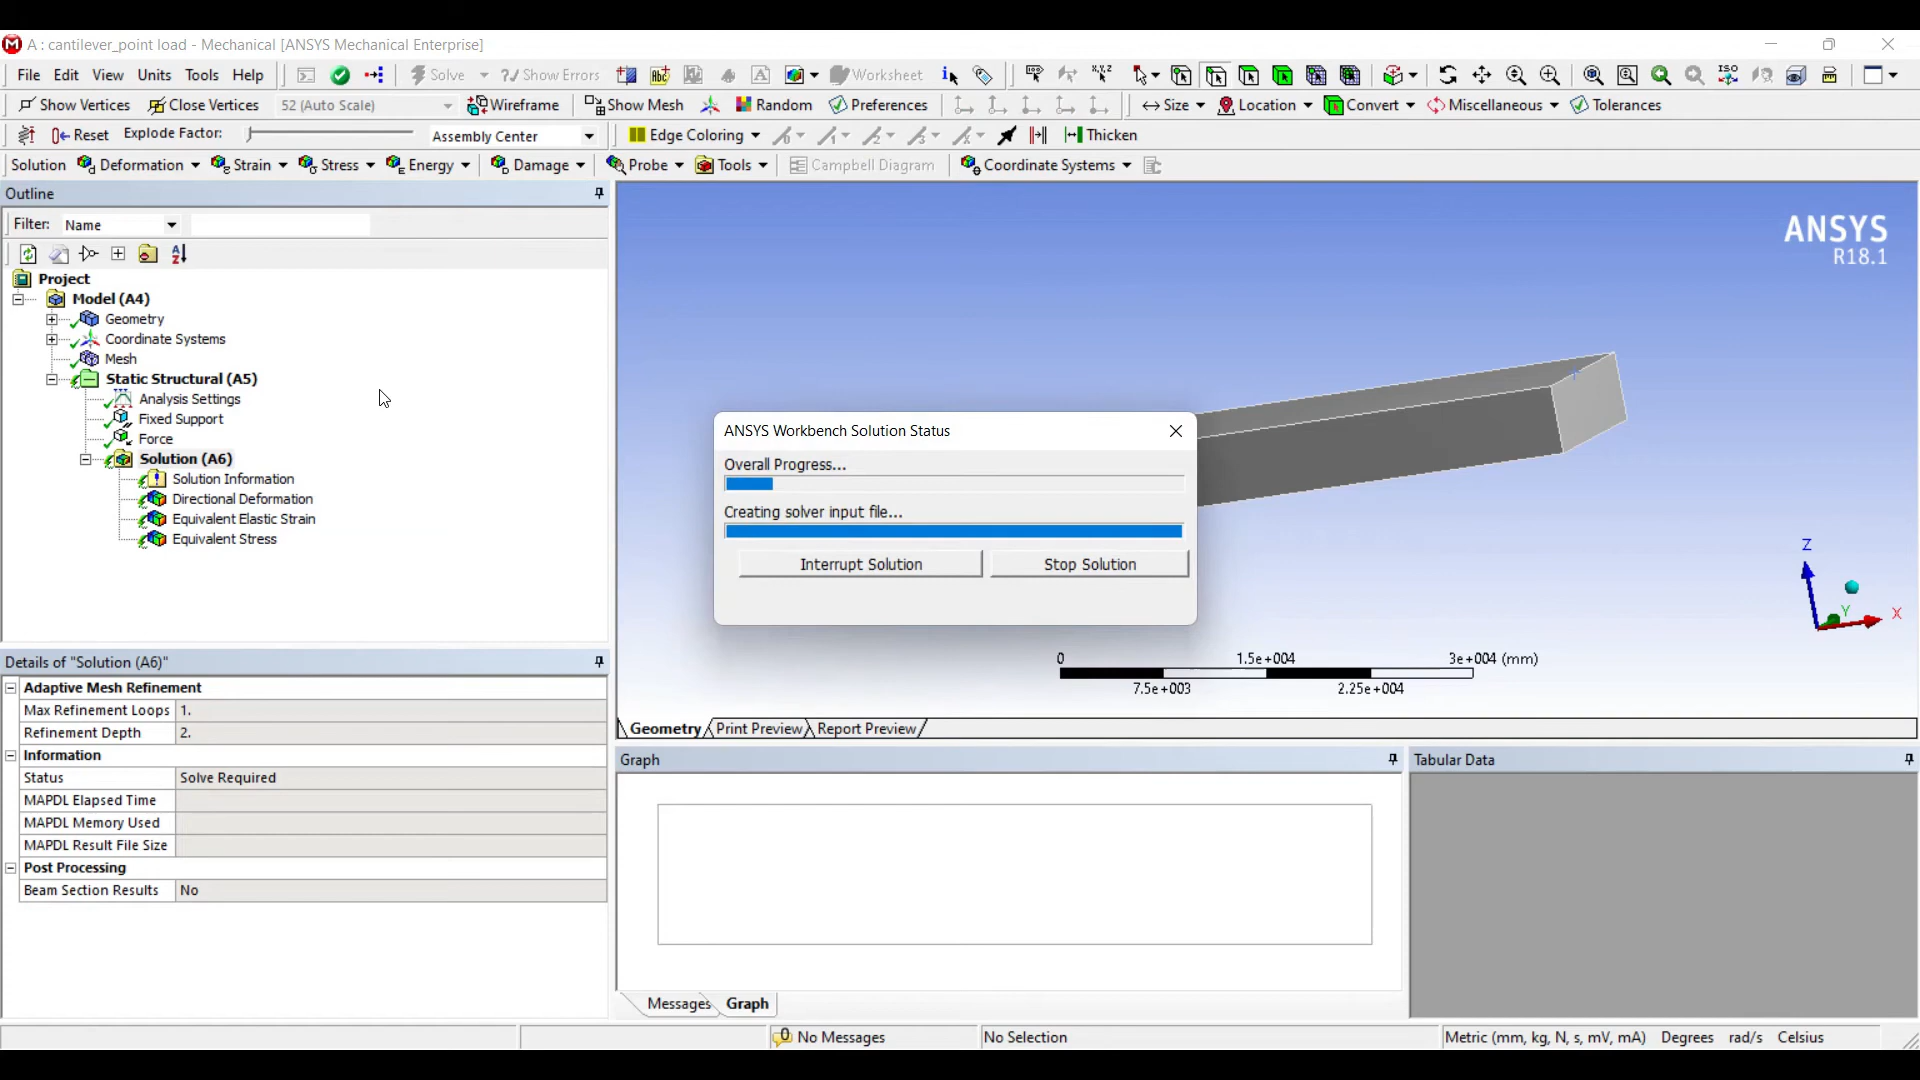 A : cantilever_point load - Mechanical [ANSYS Mechanical Enterprise]
File Edit View Units Tools Help Solve ?/ Show Errors Worksheet
Show Vertices Close Vertices 52 (Auto Scale) Wireframe Show Mesh Random Preferences Size Location Convert Miscellaneous Tolerances
Reset Explode Factor: Assembly Center Edge Coloring Thicken
Solution Deformation Strain Stress Energy Damage Probe Tools Campbell Diagram Coordinate Systems
Outline
Filter: Name
Project
Model (A4)
Geometry
Coordinate Systems
Mesh
Static Structural (A5)
Analysis Settings
Fixed Support
Force
Solution (A6)
Solution Information
Directional Deformation
Equivalent Elastic Strain
Equivalent Stress
ANSYS
R18.1
ANSYS Workbench Solution Status
Overall Progress...
Creating solver input file...
Interrupt Solution Stop Solution
Z
Y
X
0 1.5e+004 3e+004 (mm)
7.5e+003 2.25e+004
Geometry Print Preview Report Preview
Details of "Solution (A6)"
Adaptive Mesh Refinement
Max Refinement Loops 1.
Refinement Depth 2.
Information
Status Solve Required
MAPDL Elapsed Time
MAPDL Memory Used
MAPDL Result File Size
Post Processing
Beam Section Results No
Graph
Tabular Data
Messages Graph
No Messages No Selection Metric (mm, kg, N, s, mV, mA) Degrees rad/s Celsius